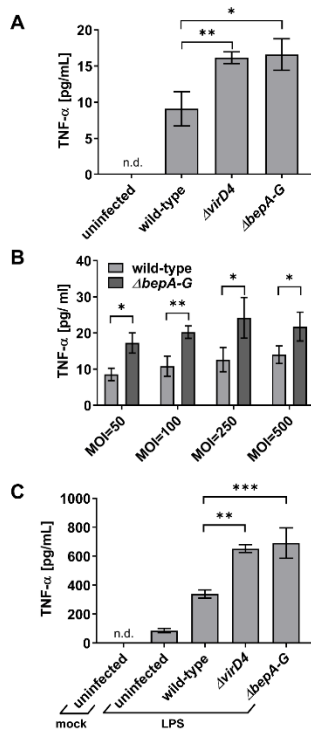 A
TNF-α [pg/mL]
25
20
15
10
5
0
*
**
n.d.
uninfected
wild-type
ΔvirD4
ΔbepA-G
B
TNF-α [pg/ ml]
40
30
20
10
0
wild-type
ΔbepA-G
*
**
*
*
MOI=50
MOI=100
MOI=250
MOI=500
C
TNF-α [pg/mL]
1000
800
600
400
200
0
***
**
n.d.
uninfected
uninfected
wild-type
ΔvirD4
ΔbepA-G
mock
LPS